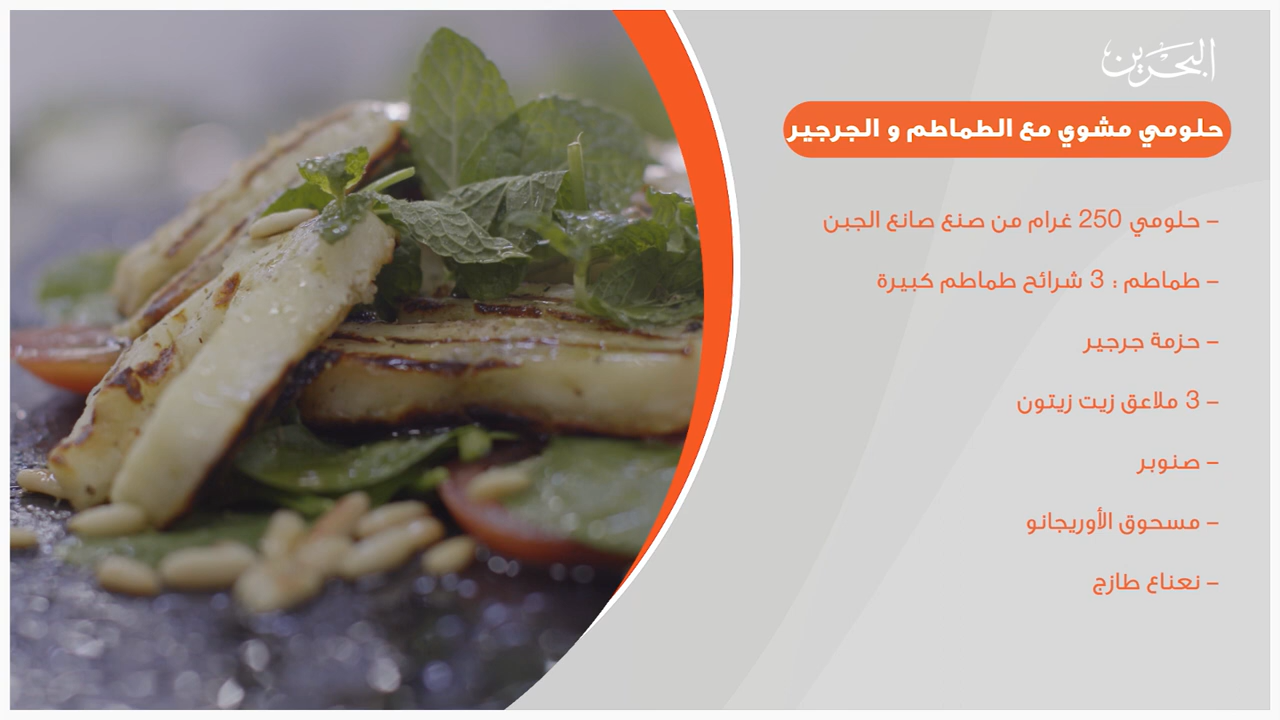 البحرين
حلومي مشوي مع الطماطم و الجرجير
- حلومي 250 غرام من صنع صانع الجبن
- طماطم : 3 شرائح طماطم كبيرة
- حزمة جرجير
- 3 ملاعق زيت زيتون
- صنوبر
- مسحوق الأوريجانو
- نعناع طازج